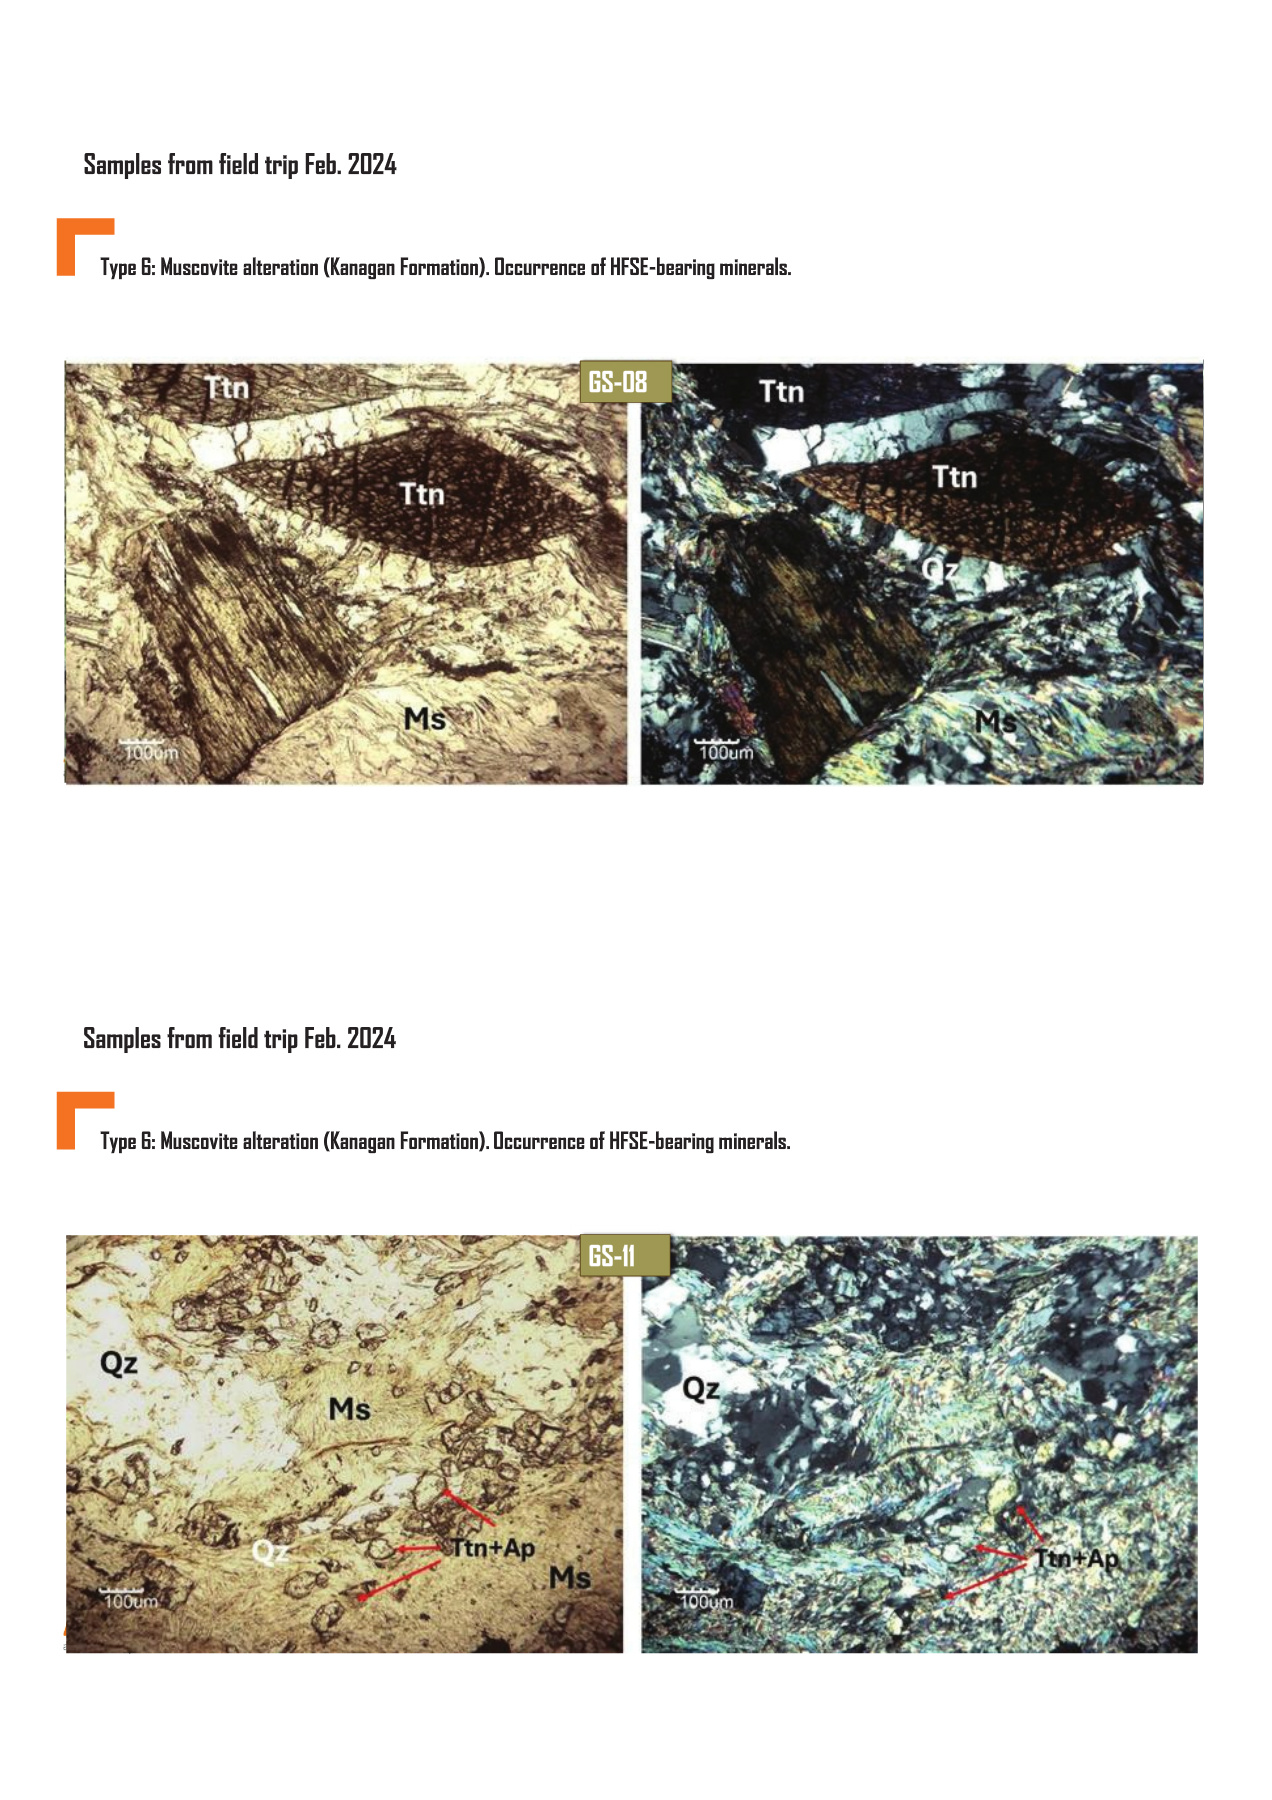 Samples from field trip Feb. 2024
Type 6: Muscovite alteration (Kanagan Formation). Occurrence of HFSE-bearing minerals.
GS-08
Ttn
Ttn
Ttn
Ttn
Qz
Ms
Ms
100um
100um
Samples from field trip Feb. 2024
Type 6: Muscovite alteration (Kanagan Formation). Occurrence of HFSE-bearing minerals.
GS-11
Qz
Qz
Ms
Qz
Ttn+Ap
Ttn+Ap
Ms
100um
100um